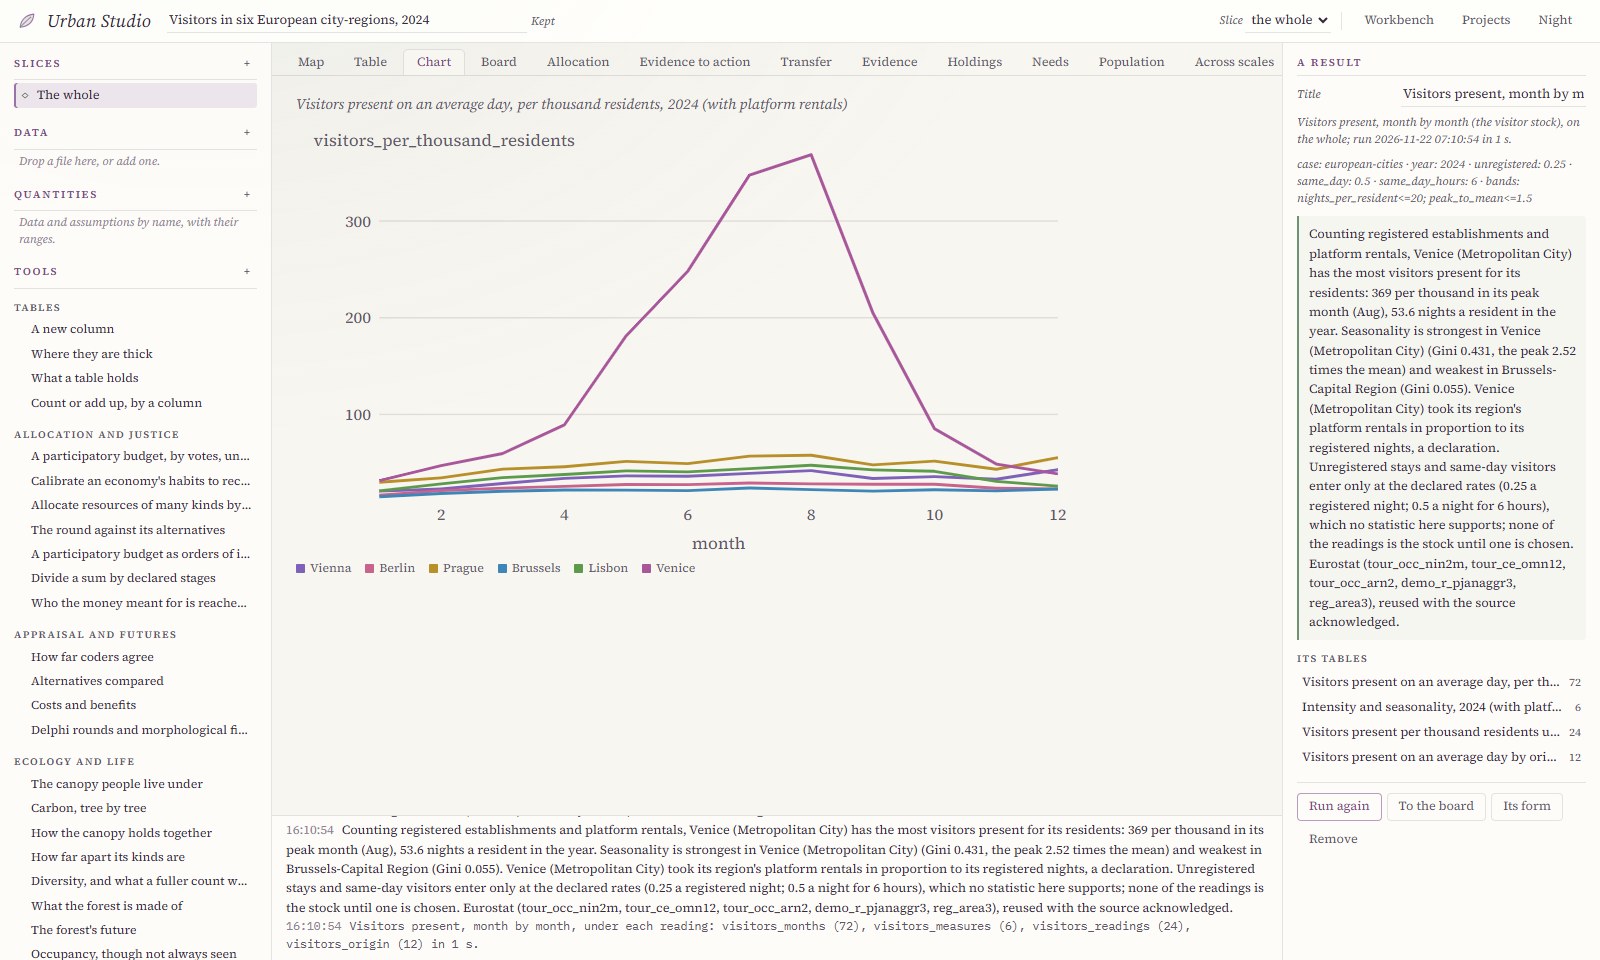 Urban Studio
Visitors in six European city-regions, 2024
Kept
Slice the whole
Workbench
Projects
Night
SLICES +
The whole
DATA +
Drop a file here, or add one.
QUANTITIES +
Data and assumptions by name, with their
ranges.
TOOLS +
TABLES
A new column
Where they are thick
What a table holds
Count or add up, by a column
ALLOCATION AND JUSTICE
A participatory budget, by votes, un...
Calibrate an economy's habits to rec...
Allocate resources of many kinds by...
The round against its alternatives
A participatory budget as orders of i...
Divide a sum by declared stages
Who the money meant for is reache...
APPRAISAL AND FUTURES
How far coders agree
Alternatives compared
Costs and benefits
Delphi rounds and morphological fi...
ECOLOGY AND LIFE
The canopy people live under
Carbon, tree by tree
How the canopy holds together
How far apart its kinds are
Diversity, and what a fuller count w...
What the forest is made of
The forest's future
Occupancy, though not always seen
Map Table Chart Board Allocation Evidence to action Transfer Evidence Holdings Needs Population Across scales
Visitors present on an average day, per thousand residents, 2024 (with platform rentals)
visitors_per_thousand_residents
300
200
100
2 4 6 8 10 12
month
Vienna Berlin Prague Brussels Lisbon Venice
16:10:54 Counting registered establishments and platform rentals, Venice (Metropolitan City) has the most visitors present for its residents: 369 per thousand in its
peak month (Aug), 53.6 nights a resident in the year. Seasonality is strongest in Venice (Metropolitan City) (Gini 0.431, the peak 2.52 times the mean) and weakest in
Brussels-Capital Region (Gini 0.055). Venice (Metropolitan City) took its region's platform rentals in proportion to its registered nights, a declaration. Unregistered
stays and same-day visitors enter only at the declared rates (0.25 a registered night; 0.5 a night for 6 hours), which no statistic here supports; none of the readings is
the stock until one is chosen. Eurostat (tour_occ_nin2m, tour_ce_omn12, tour_occ_arn2, demo_r_pjanaggr3, reg_area3), reused with the source acknowledged.
16:10:54 Visitors present, month by month, under each reading: visitors_months (72), visitors_measures (6), visitors_readings (24),
visitors_origin (12) in 1 s.
A RESULT
Title Visitors present, month by m
Visitors present, month by month (the visitor stock), on
the whole; run 2026-11-22 07:10:54 in 1 s.
case: european-cities · year: 2024 · unregistered: 0.25 ·
same_day: 0.5 · same_day_hours: 6 · bands:
nights_per_resident<=20; peak_to_mean<=1.5
Counting registered establishments and
platform rentals, Venice (Metropolitan City)
has the most visitors present for its
residents: 369 per thousand in its peak
month (Aug), 53.6 nights a resident in the
year. Seasonality is strongest in Venice
(Metropolitan City) (Gini 0.431, the peak 2.52
times the mean) and weakest in Brussels-
Capital Region (Gini 0.055). Venice
(Metropolitan City) took its region's
platform rentals in proportion to its
registered nights, a declaration.
Unregistered stays and same-day visitors
enter only at the declared rates (0.25 a
registered night; 0.5 a night for 6 hours),
which no statistic here supports; none of
the readings is the stock until one is chosen.
Eurostat (tour_occ_nin2m, tour_ce_omn12,
tour_occ_arn2, demo_r_pjanaggr3,
reg_area3), reused with the source
acknowledged.
ITS TABLES
Visitors present on an average day, per th... 72
Intensity and seasonality, 2024 (with platf... 6
Visitors present per thousand residents u... 24
Visitors present on an average day by ori... 12
Run again
To the board
Its form
Remove